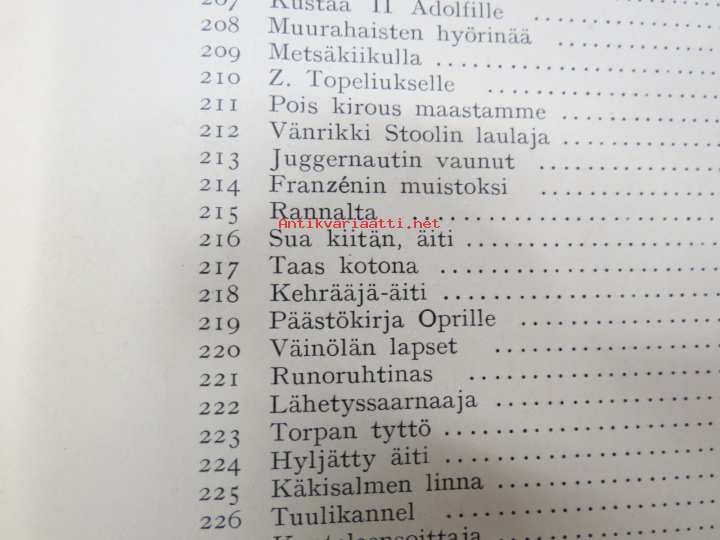 207 Kustaa II Adolfille
208 Muurahaisten hyörinää ..........
209 Metsäkiikulla ..........
210 Z. Topeliukselle ..........
211 Pois kirous maastamme ..........
212 Vänrikki Stoolin laulaja ..........
213 Juggernautin vaunut ..........
214 Franzénin muistoksi ..........
215 Rannalta ..........
Antikvariaatti.net
216 Sua kiitän, äiti ..........
217 Taas kotona ..........
218 Kehrääjä-äiti ..........
219 Päästökirja Oprille ..........
220 Väinölän lapset ..........
221 Runoruhtinas ..........
222 Lähetyssaarnaaja ..........
223 Torpan tyttö ..........
224 Hyljätty äiti ..........
225 Käkisalmen linna ..........
226 Tuulikannel ..........